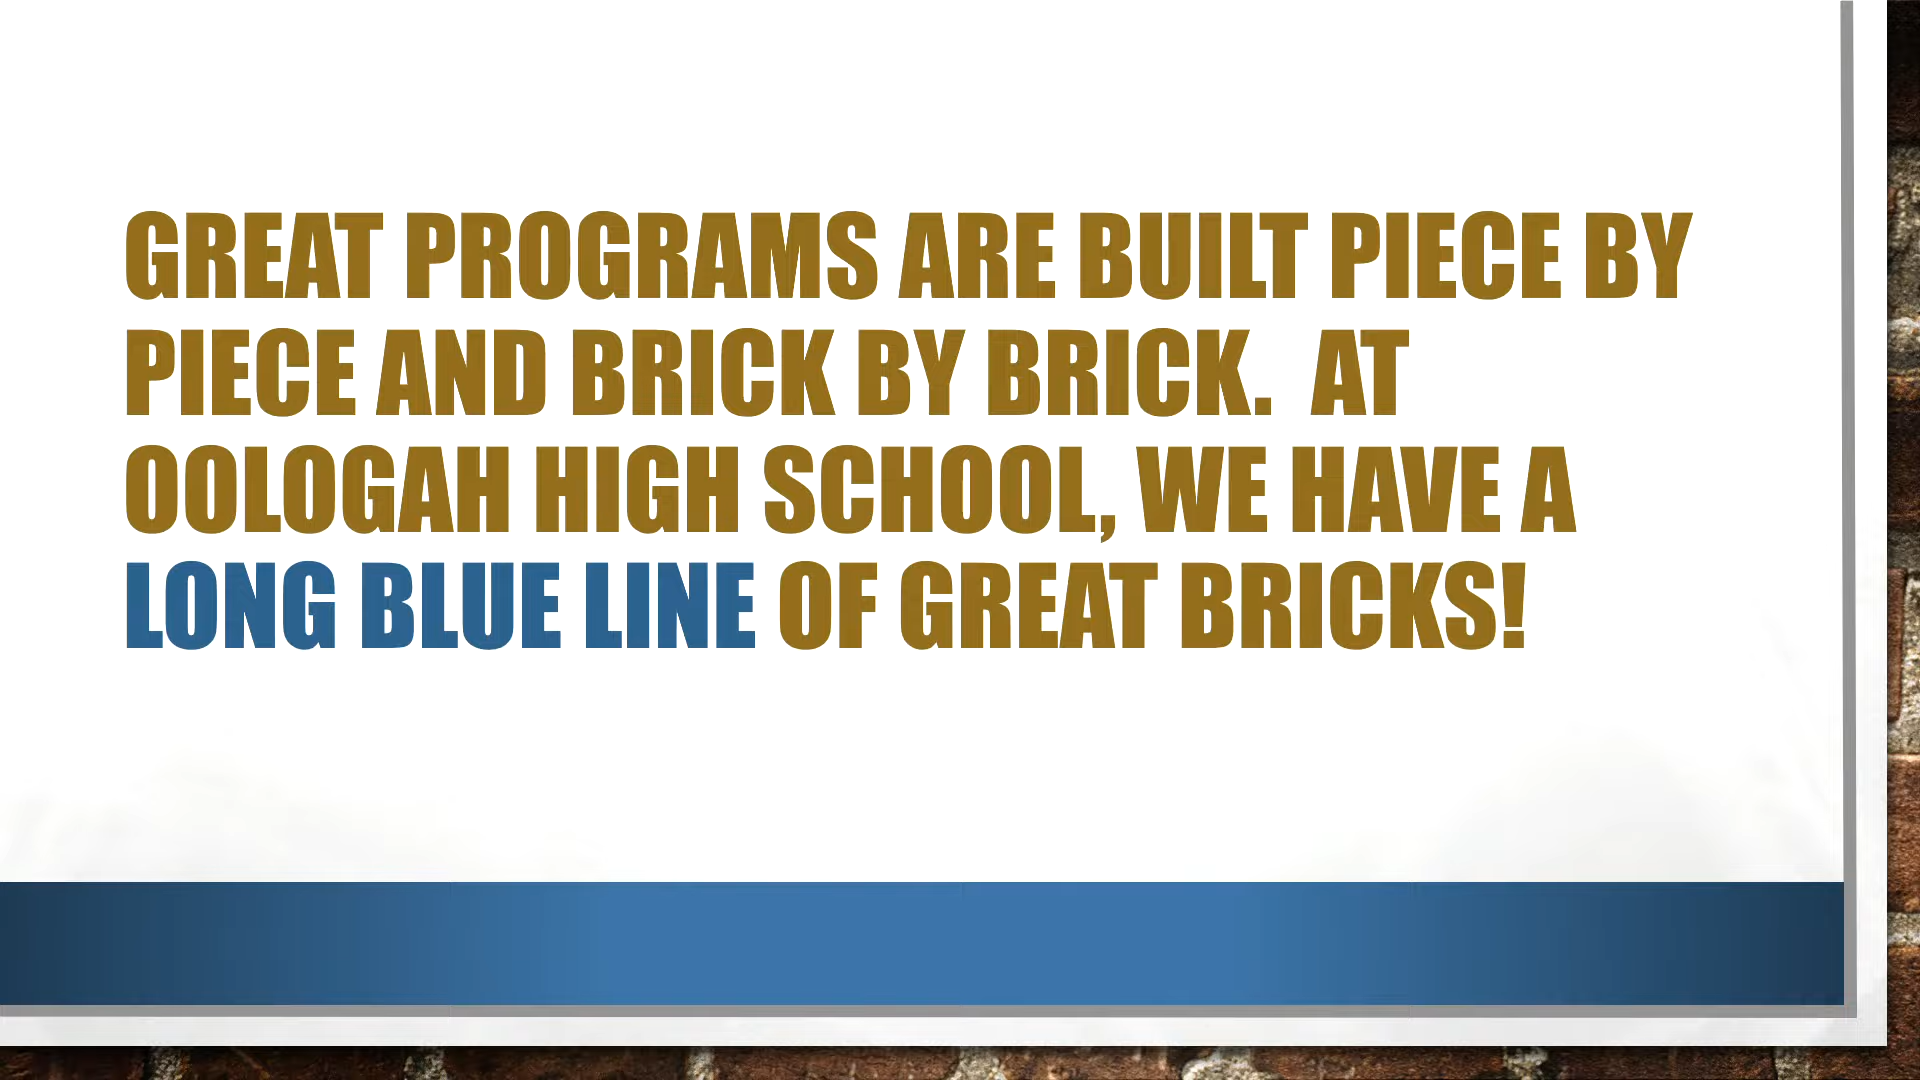 GREAT PROGRAMS ARE BUILT PIECE BY
PIECE AND BRICK BY BRICK.  AT
OOLOGAH HIGH SCHOOL, WE HAVE A
LONG BLUE LINE OF GREAT BRICKS!